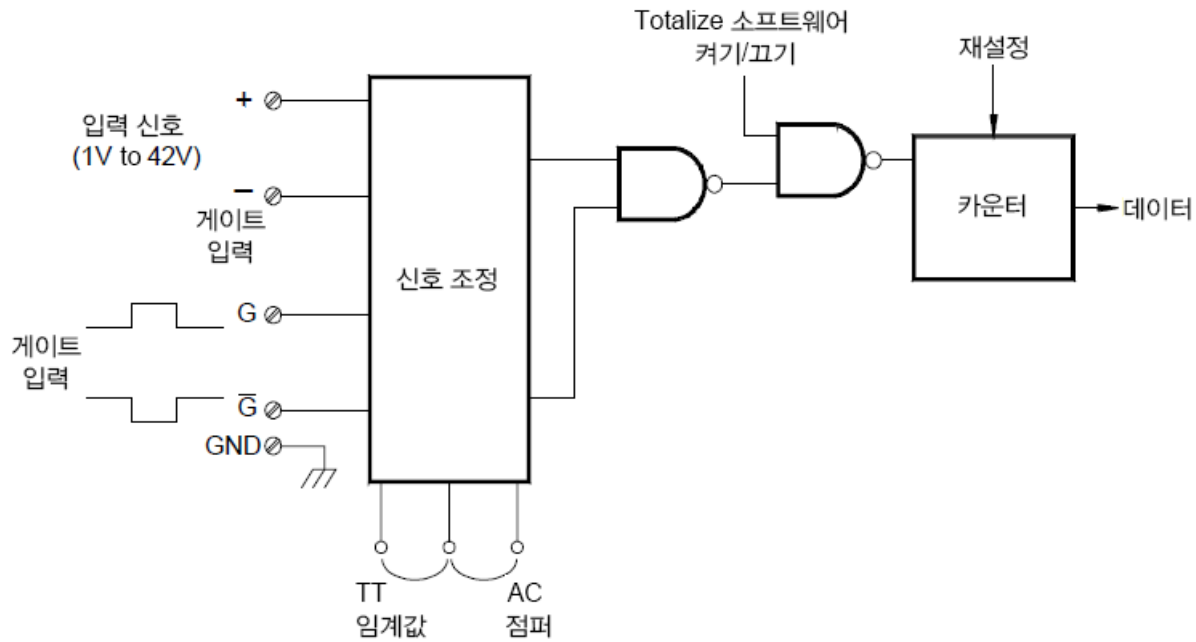 Totalize 소프트웨어
켜기/끄기
재설정
+
입력 신호
(1V to 42V)
−
게이트
입력
신호 조정
카운터
데이터
G
게이트
입력
G̅
GND
TT
임계값
AC
점퍼